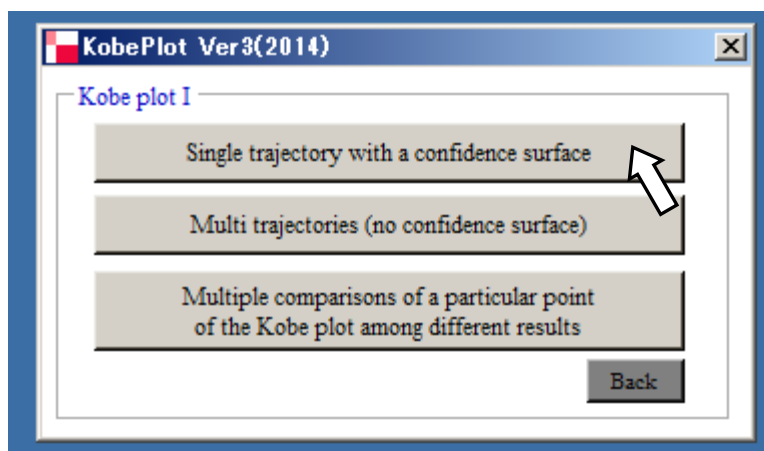 KobePlot Ver3(2014)
Kobe plot I
Single trajectory with a confidence surface
Multi trajectories (no confidence surface)
Multiple comparisons of a particular point
of the Kobe plot among different results
Back